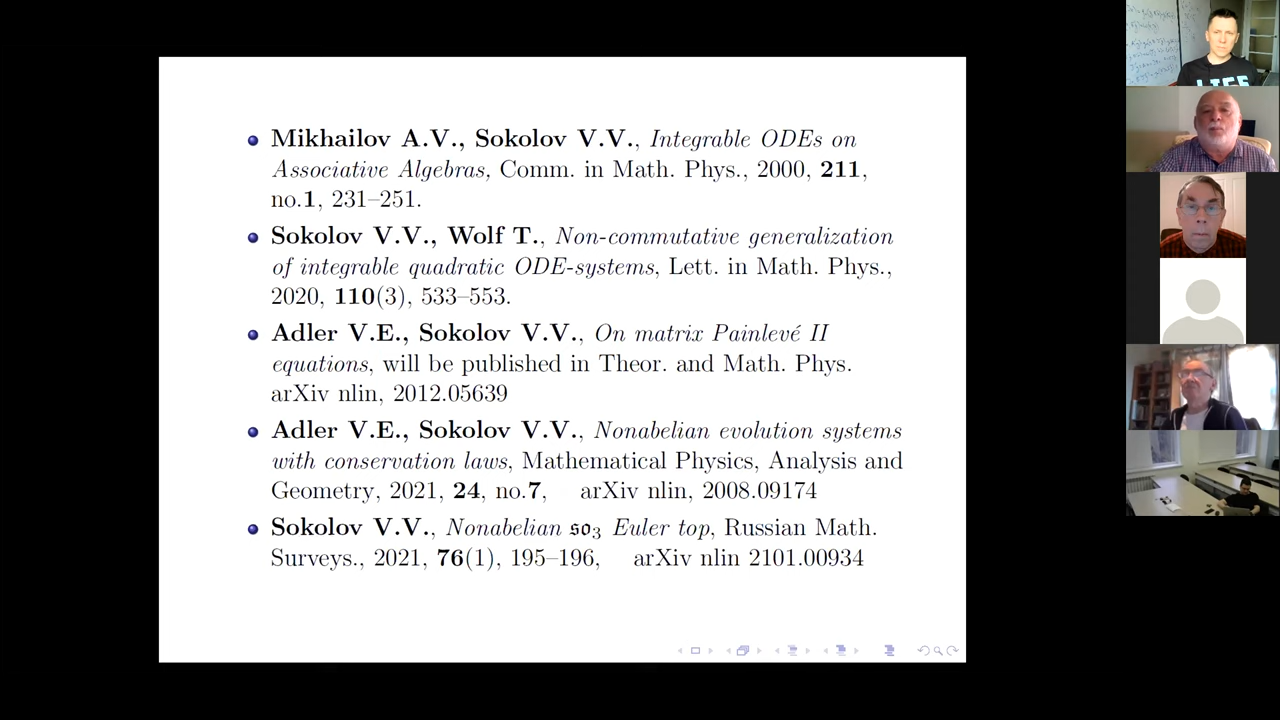 Mikhailov A.V., Sokolov V.V., Integrable ODEs on
Associative Algebras, Comm. in Math. Phys., 2000, 211,
no.1, 231–251.
Sokolov V.V., Wolf T., Non-commutative generalization
of integrable quadratic ODE-systems, Lett. in Math. Phys.,
2020, 110(3), 533–553.
Adler V.E., Sokolov V.V., On matrix Painlevé II
equations, will be published in Theor. and Math. Phys.
arXiv nlin, 2012.05639
Adler V.E., Sokolov V.V., Nonabelian evolution systems
with conservation laws, Mathematical Physics, Analysis and
Geometry, 2021, 24, no.7, arXiv nlin, 2008.09174
Sokolov V.V., Nonabelian 𝔰𝔬₃ Euler top, Russian Math.
Surveys., 2021, 76(1), 195–196, arXiv nlin 2101.00934